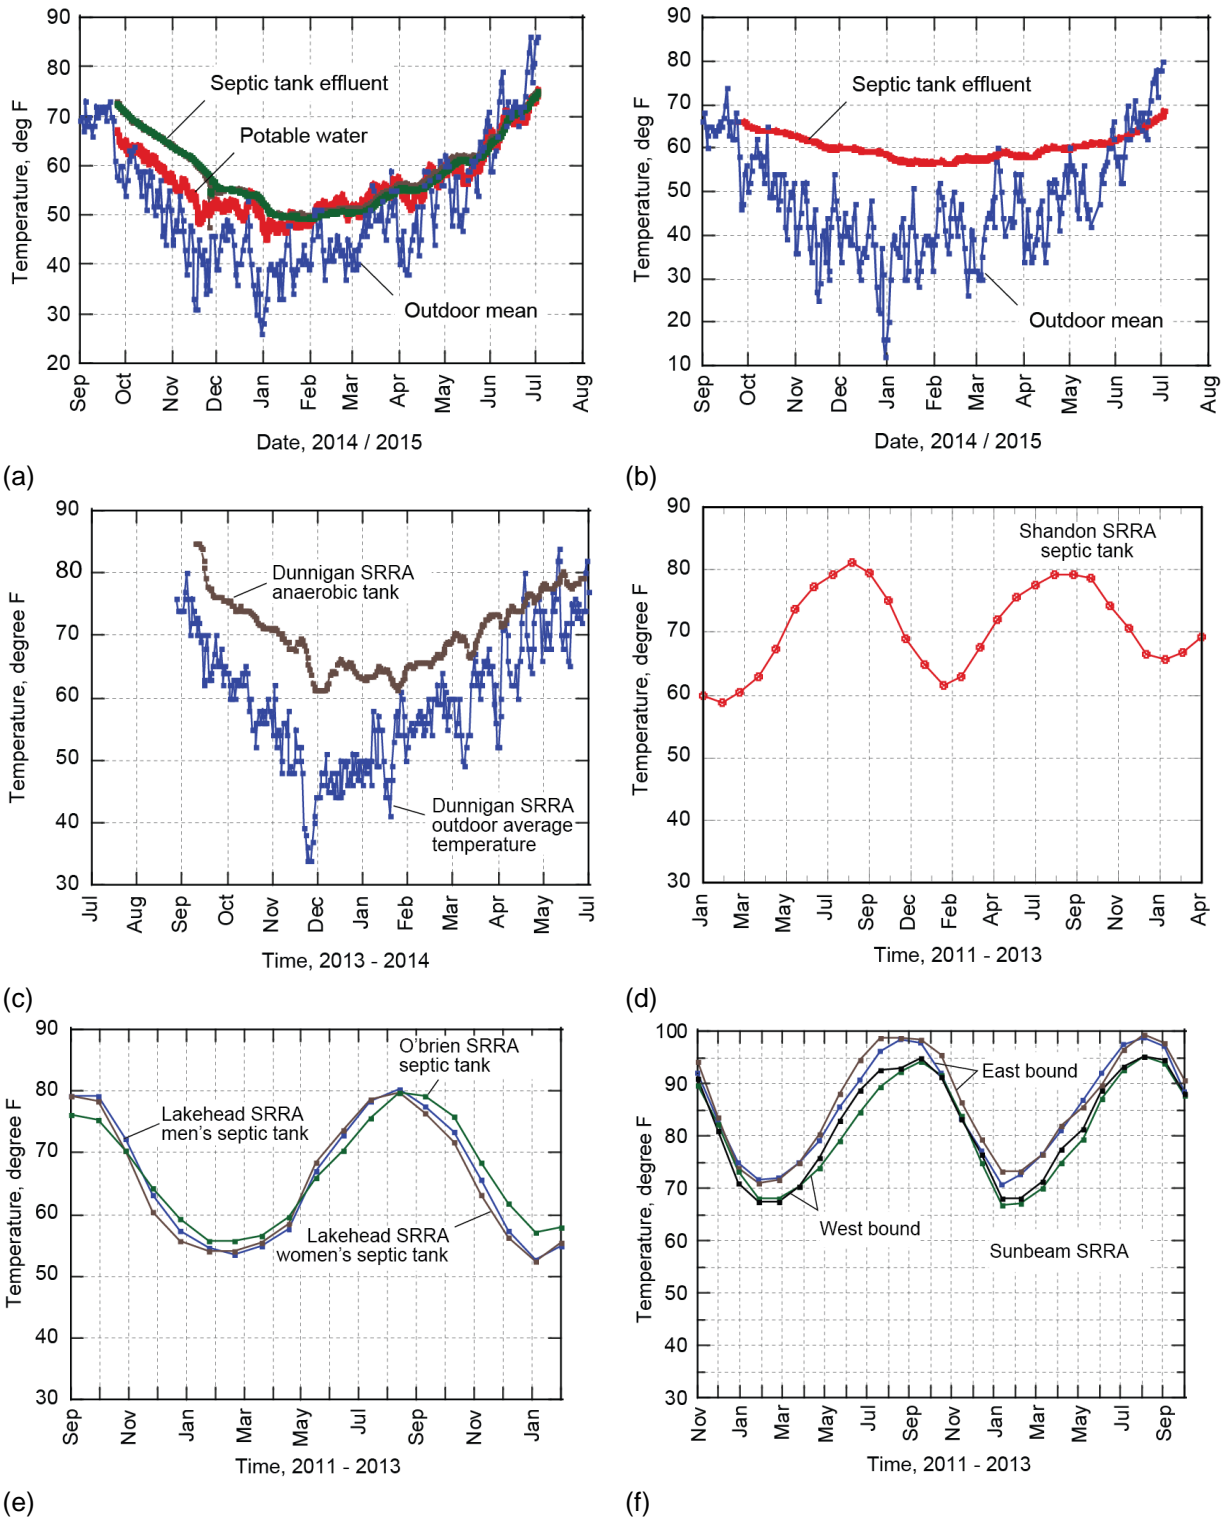 90
80
70
60
50
40
30
20
Temperature, deg F
Septic tank effluent
Potable water
Outdoor mean
Sep
Oct
Nov
Dec
Jan
Feb
Mar
Apr
May
Jun
Jul
Aug
Date, 2014 / 2015
(a)
90
80
70
60
50
40
30
20
10
Temperature, deg F
Septic tank effluent
Outdoor mean
Sep
Oct
Nov
Dec
Jan
Feb
Mar
Apr
May
Jun
Jul
Aug
Date, 2014 / 2015
(b)
90
80
70
60
50
40
30
Temperature, degree F
Dunnigan SRRA
anaerobic tank
Dunnigan SRRA
outdoor average
temperature
Jul
Aug
Sep
Oct
Nov
Dec
Jan
Feb
Mar
Apr
May
Jul
Time, 2013 - 2014
(c)
90
80
70
60
50
40
30
Temperature, degree F
Shandon SRRA
septic tank
Jan
Mar
May
Jul
Sep
Dec
Feb
Apr
Jul
Sep
Nov
Jan
Apr
Time, 2011 - 2013
(d)
90
80
70
60
50
40
30
Temperature, degree F
O'brien SRRA
septic tank
Lakehead SRRA
men's septic tank
Lakehead SRRA
women's septic tank
Sep
Nov
Jan
Mar
May
Jul
Sep
Nov
Jan
Time, 2011 - 2013
(e)
100
90
80
70
60
50
40
30
Temperature, degree F
East bound
West bound
Sunbeam SRRA
Nov
Jan
Mar
May
Jul
Sep
Nov
Jan
Mar
May
Jul
Sep
Time, 2011 - 2013
(f)